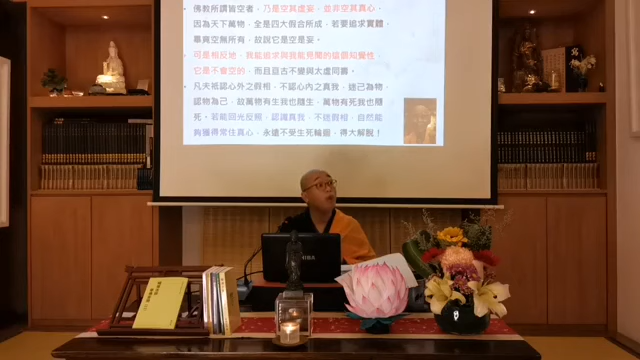 佛教所謂皆空者，乃是空其虛妄，並非空其真心，
因為天下萬物，全是四大假合所成，若要追求實體，
畢竟空無所有，故說它是空是妄。
可是相反地，我能追求與能見聞的這個知覺性，
它是不會空的，而且亘古不變與太虛同壽。
凡夫祇認心外之假相，不認心內之真我，迷己為物，
認物為己，故萬物有生我也隨生，萬物有死我也隨
死。若能回光反照，認識真我，不隨假相，自然能
夠獲得常住真心，永遠不受生死輪迴，得大解脫！